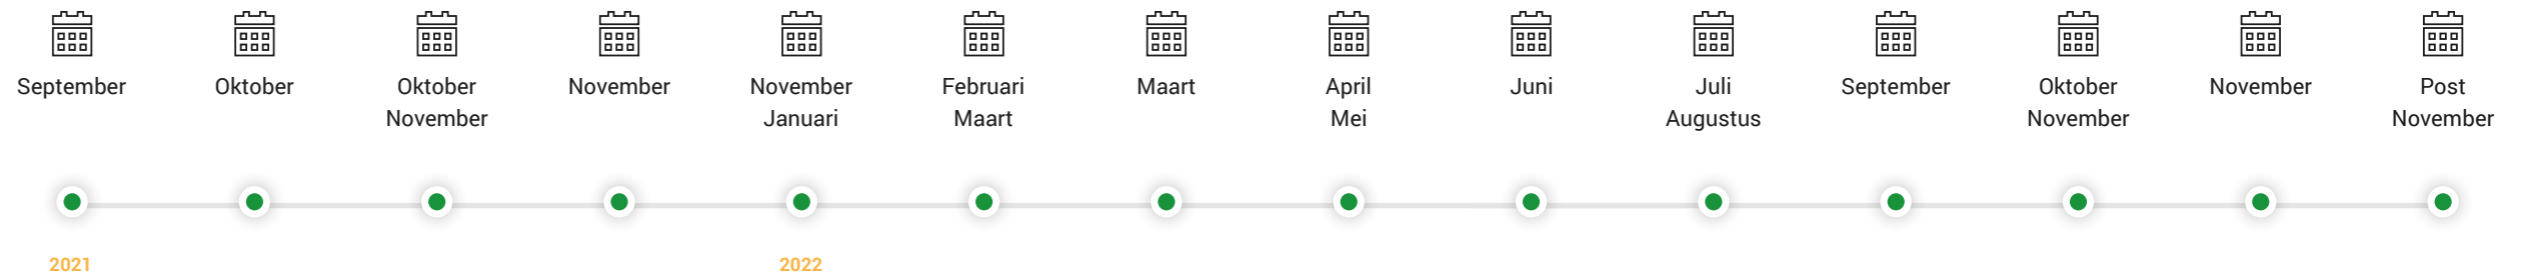 September
Oktober
Oktober
November
November
November
Januari
Februari
Maart
Maart
April
Mei
Juni
Juli
Augustus
September
Oktober
November
November
Post
November
2021
2022